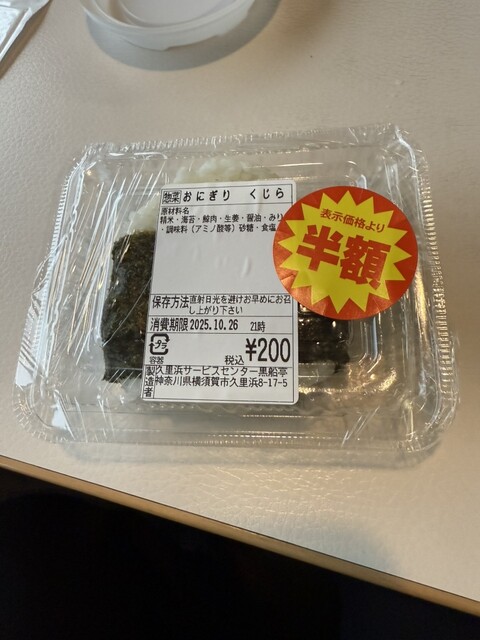 惣菜 おにぎり くじら
原材料名
精米・海苔・鯨肉・生姜・醤油・みり
・調味料(アミノ酸等)砂糖・食塩
表示価格より
半額
保存方法 直射日光を避けお早めにお召
し上がり下さい
消費期限 2025.10.26 21時
容器
税込 ¥200
製造者 久里浜サービスセンター黒船亭
神奈川県横須賀市久里浜8-17-5